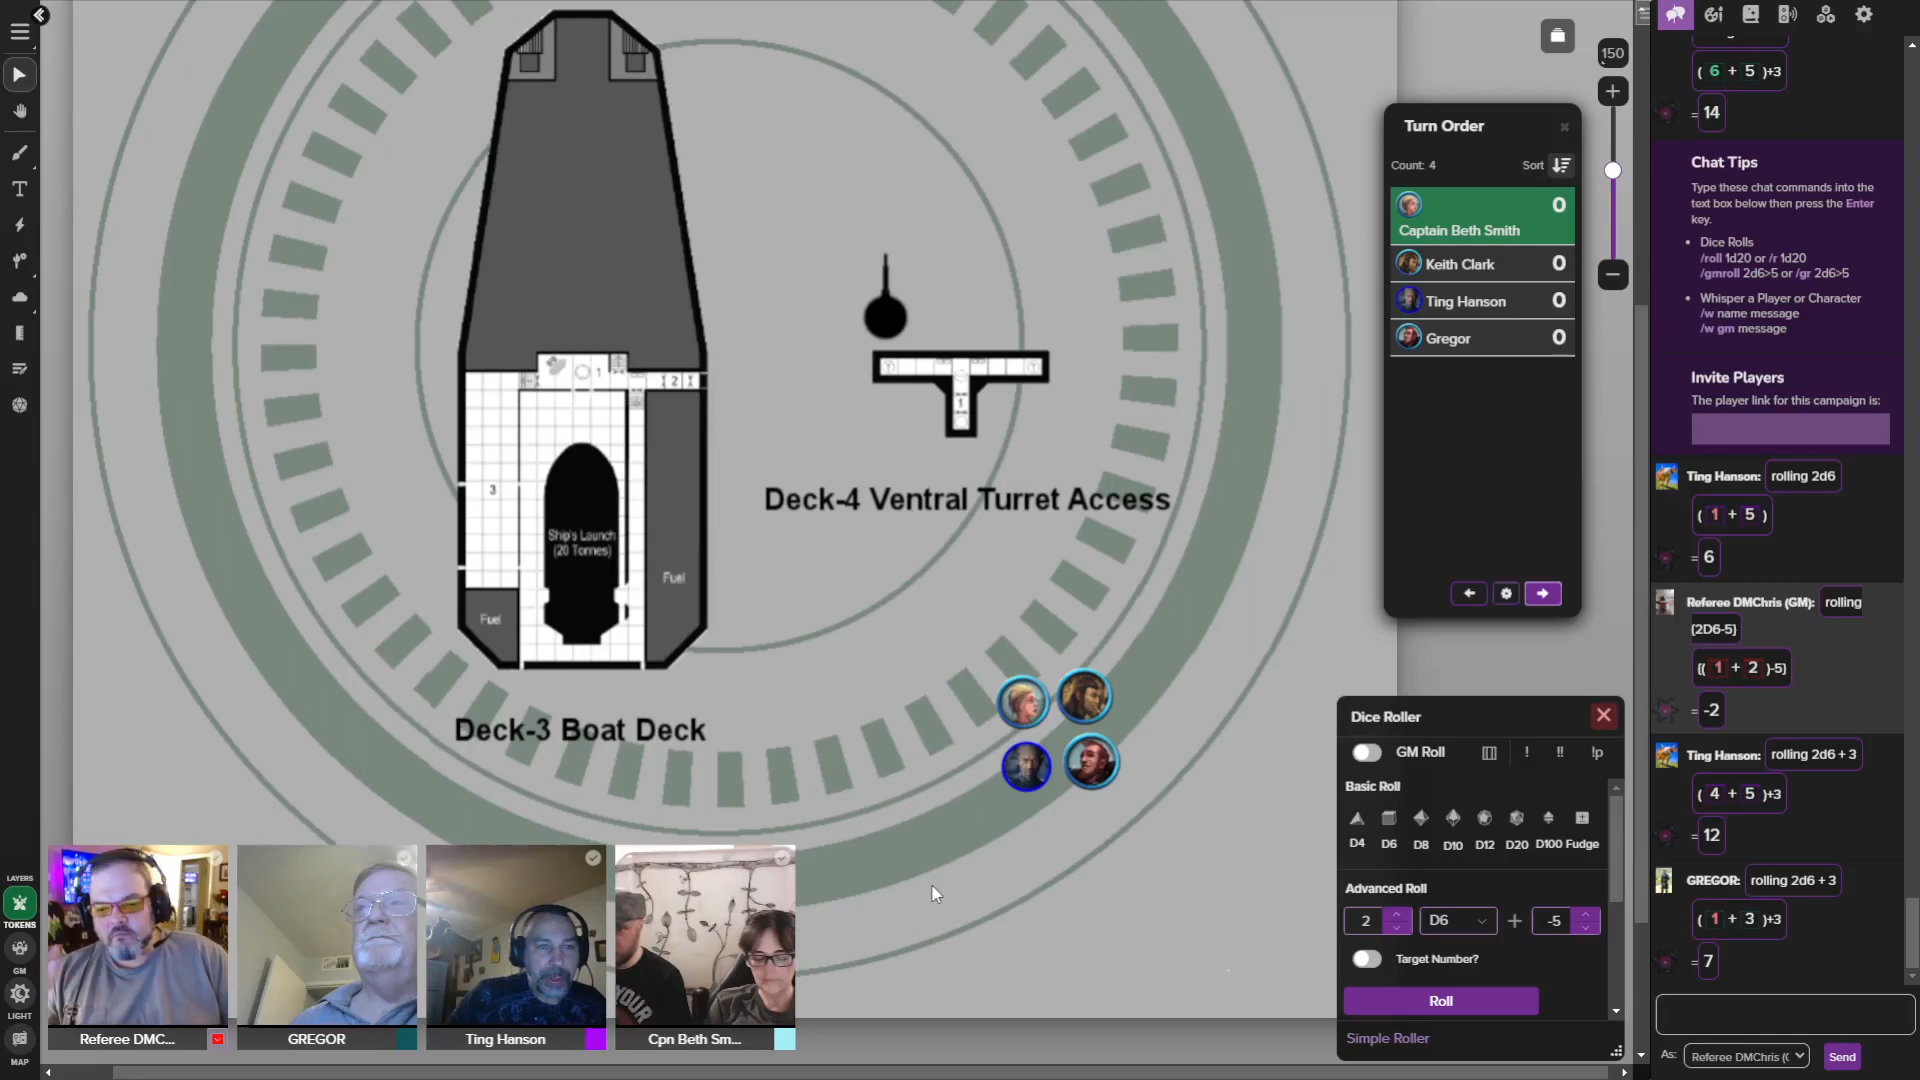 1
2
3
Ship's Launch
(20 Tonnes)
Fuel
Fuel
Deck-3 Boat Deck
1
Deck-4 Ventral Turret Access
150
Turn Order
Count: 4
Sort
0
Captain Beth Smith
Keith Clark 0
Ting Hanson 0
Gregor 0
Dice Roller
GM Roll [[]] ! !! !p
Basic Roll
D4 D6 D8 D10 D12 D20 D100 Fudge
Advanced Roll
2 D6 + -5
Target Number?
Roll
Simple Roller
LAYERS
TOKENS
GM
LIGHT
MAP
YOUR
Referee DMC...
GREGOR
Ting Hanson
Cpn Beth Sm...
( 6 + 5 )+3
=14
Chat Tips
Type these chat commands into the
text box below then press the Enter
key.
• Dice Rolls
/roll 1d20 or /r 1d20
/gmroll 2d6>5 or /gr 2d6>5
• Whisper a Player or Character
/w name message
/w gm message
Invite Players
The player link for this campaign is:
Ting Hanson: rolling 2d6
( 1 + 5 )
=6
Referee DMChris (GM): rolling
{2D6-5}
{( 1 + 2 )-5}
=-2
Ting Hanson: rolling 2d6 + 3
( 4 + 5 )+3
=12
GREGOR: rolling 2d6 + 3
( 1 + 3 )+3
=7
As: Referee DMChris (
Send